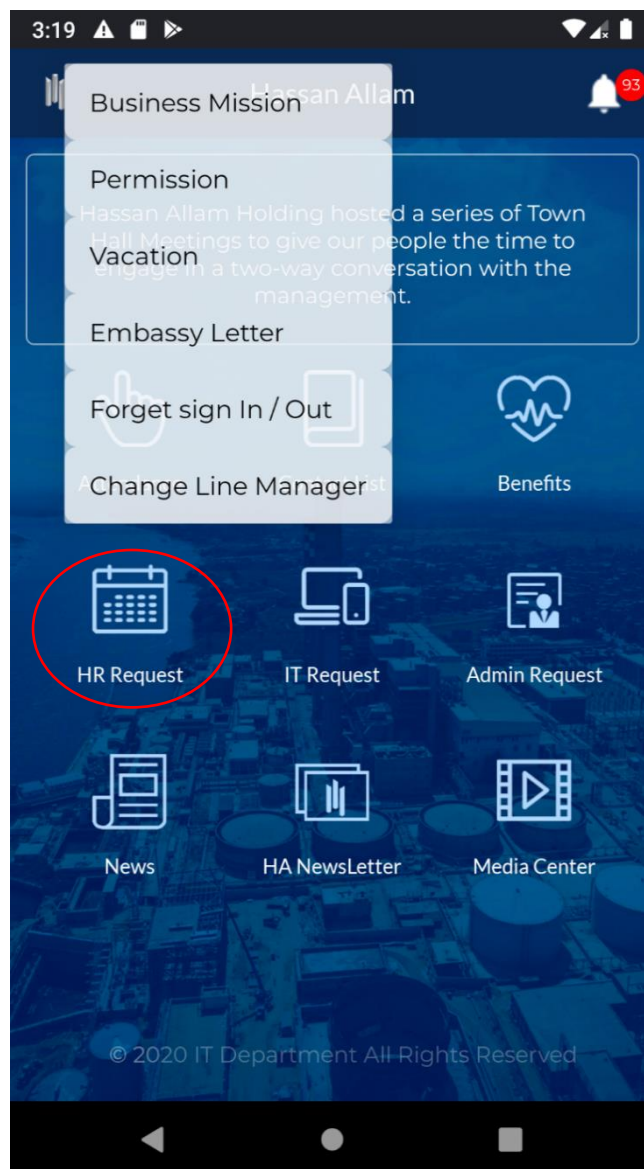 3:19
Hassan Allam
93
Business Mission
Permission
Hassan Allam Holding hosted a series of Town
Hall Meetings to give our people the time to
Vacation
engage in a two-way conversation with the
management.
Embassy Letter
Forget sign In / Out
Change Line Manager
Benefits
HR Request
IT Request
Admin Request
News
HA NewsLetter
Media Center
© 2020 IT Department All Rights Reserved